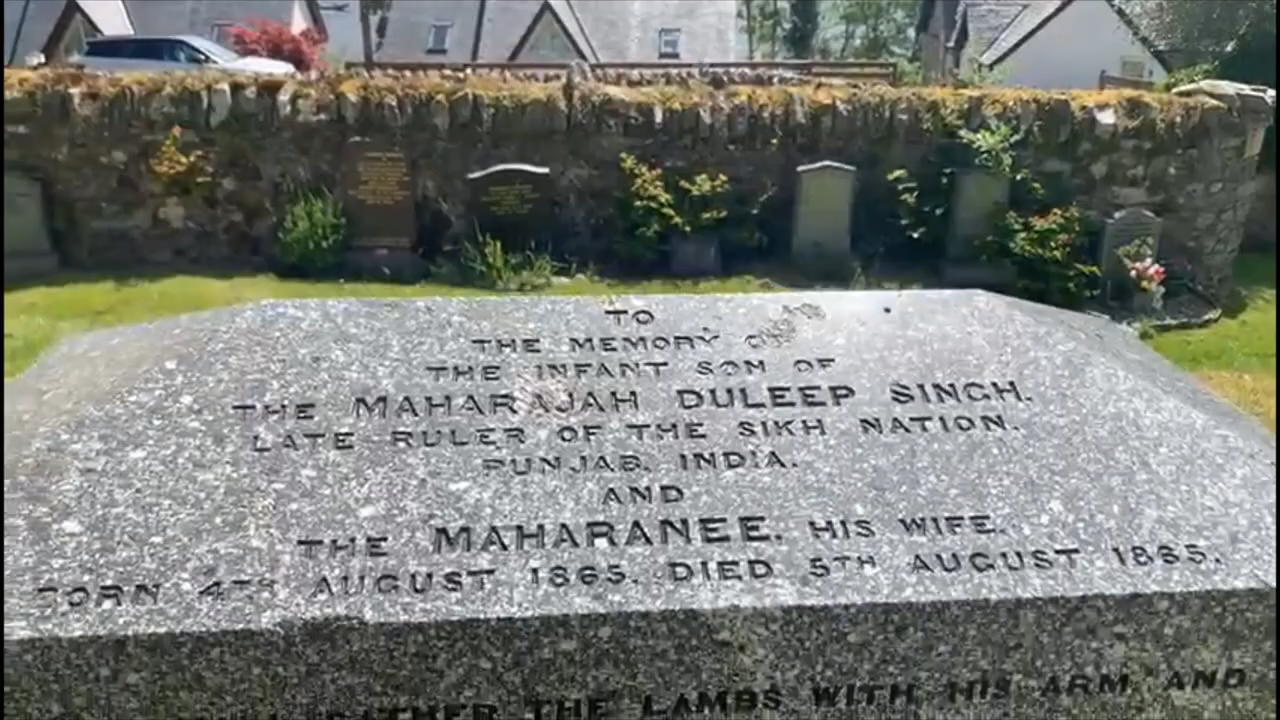 TO
THE MEMORY OF
THE INFANT SON OF
THE MAHARAJAH DULEEP SINGH.
LATE RULER OF THE SIKH NATION.
PUNJAB. INDIA.
AND
THE MAHARANEE. HIS WIFE.
BORN 4TH AUGUST 1865. DIED 5TH AUGUST 1865.
GATHER THE LAMBS WITH HIS ARM AND